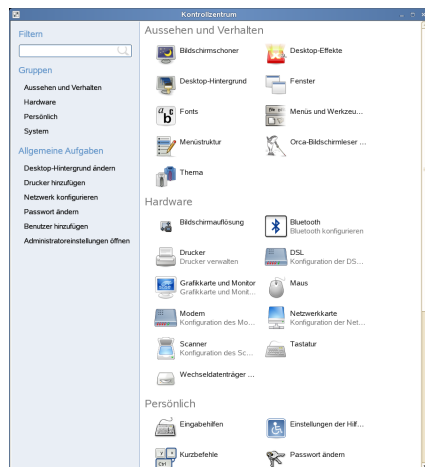 Kontrollzentrum
Filtern
Gruppen
Aussehen und Verhalten
Hardware
Persönlich
System
Allgemeine Aufgaben
Desktop-Hintergrund ändern
Drucker hinzufügen
Netzwerk konfigurieren
Passwort ändern
Benutzer hinzufügen
Administratoreinstellungen öffnen
Aussehen und Verhalten
Bildschirmschoner
Desktop-Effekte
Desktop-Hintergrund
Fenster
Fonts
Menüs und Werkzeu...
Menüstruktur
Orca-Bildschirmleser ...
Thema
Hardware
Bildschirmauflösung
Bluetooth
Bluetooth konfigurieren
Drucker
Drucker verwalten
DSL
Konfiguration der DS...
Grafikkarte und Monitor
Grafikkarte und Monit...
Maus
Modem
Konfiguration des Mo...
Netzwerkkarte
Konfiguration der Net...
Scanner
Konfiguration des Sc...
Tastatur
Wechseldatenträger ...
Persönlich
Eingabehilfen
Einstellungen der Hilf...
Kurzbefehle
Passwort ändern